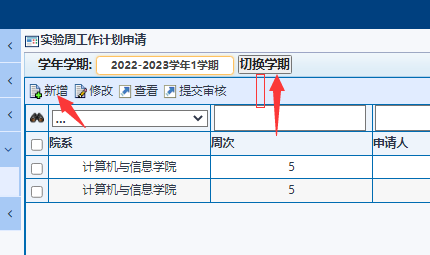 实验周工作计划申请
学年学期: 2022-2023学年1学期 切换学期
新增 修改 查看 提交审核
...
院系 周次 申请人
计算机与信息学院 5
计算机与信息学院 5